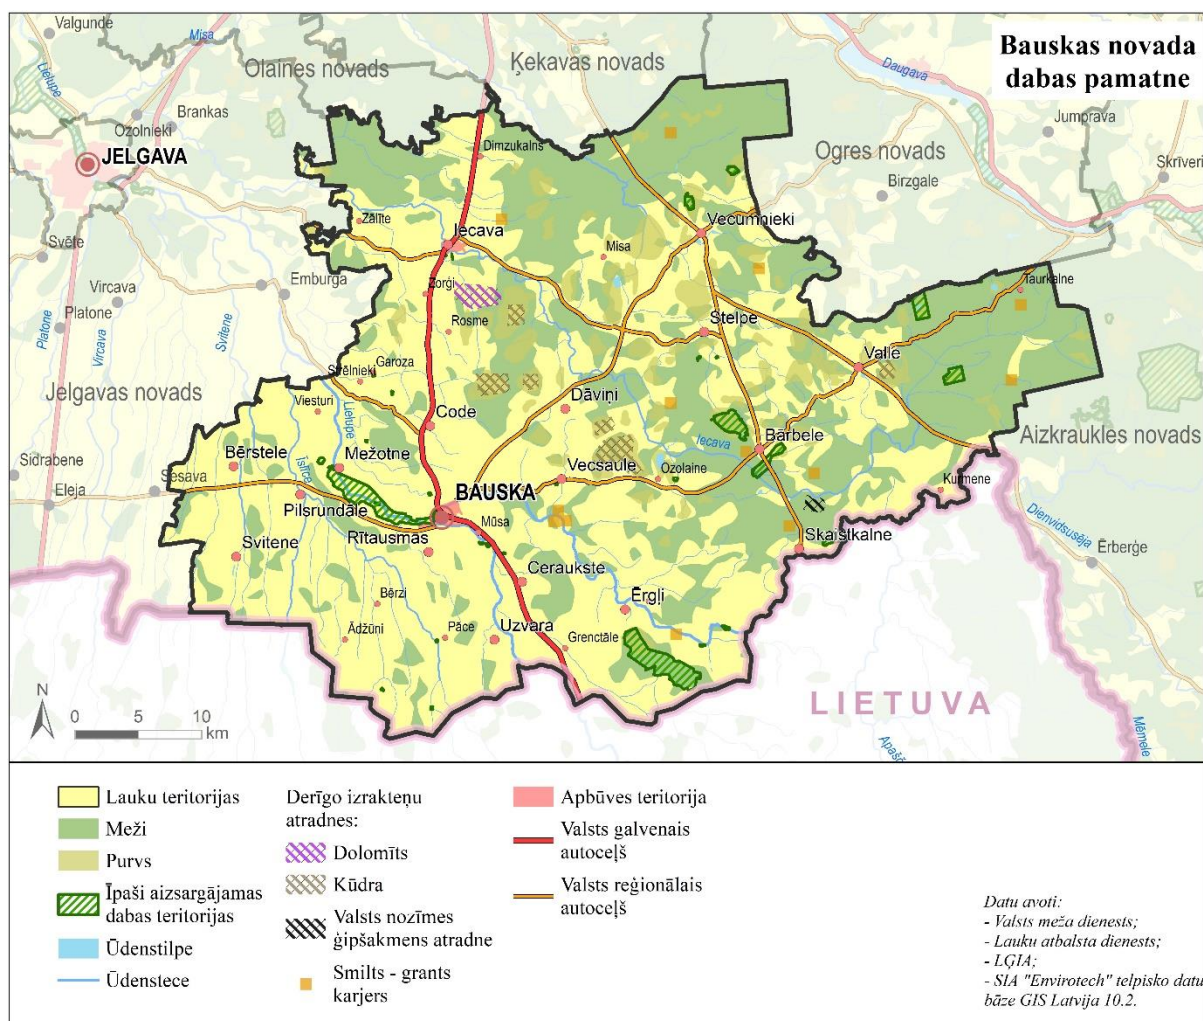 Bauskas novada
dabas pamatne
Valgunde
Misa
Olaines novads
Ķekavas novads
Daugava
Lielupe
Brankas
Ozolnieki
JELGAVA
Dimzukalns
Jumprava
Ogres novads
Skrīveri
Birzgale
Zālīte
Iecava
Vecumnieki
Svēte
Misa
Emburga
Zorģi
Taurkalne
Vircava
Platone
Rosme
Stelpe
Platone
Vircava
Svitene
Valle
Garoza
Jelgavas novads
Viesturi
Lielupe
Code
Dāviņi
Iecava
Bārbele
Aizkraukles novads
Sidrabene
Bērstele
Mežotne
Islīce
Vecsaule
Ozolaine
Eleja
Sesava
Kurmene
Pilsrundāle
BAUSKA
Mūsa
Dienvidsusēja
Svitene
Rītausmas
Skaistkalne
Ērberģe
Ceraukste
Bērzi
Ērgļi
Ādžūni
Pāce
Uzvara
Grenctāle
LIETUVA
N
0 5 10
km
Mēmele
Lauku teritorijas
Meži
Purvs
Īpaši aizsargājamas
dabas teritorijas
Ūdenstilpe
Ūdenstece
Derīgo izrakteņu
atradnes:
Dolomīts
Kūdra
Valsts nozīmes
ģipšakmens atradne
Smilts - grants
karjers
Apbūves teritorija
Valsts galvenais
autoceļš
Valsts reģionālais
autoceļš
Datu avoti:
- Valsts meža dienests;
- Lauku atbalsta dienests;
- LĢIA;
- SIA "Envirotech" telpisko datu
bāze GIS Latvija 10.2.